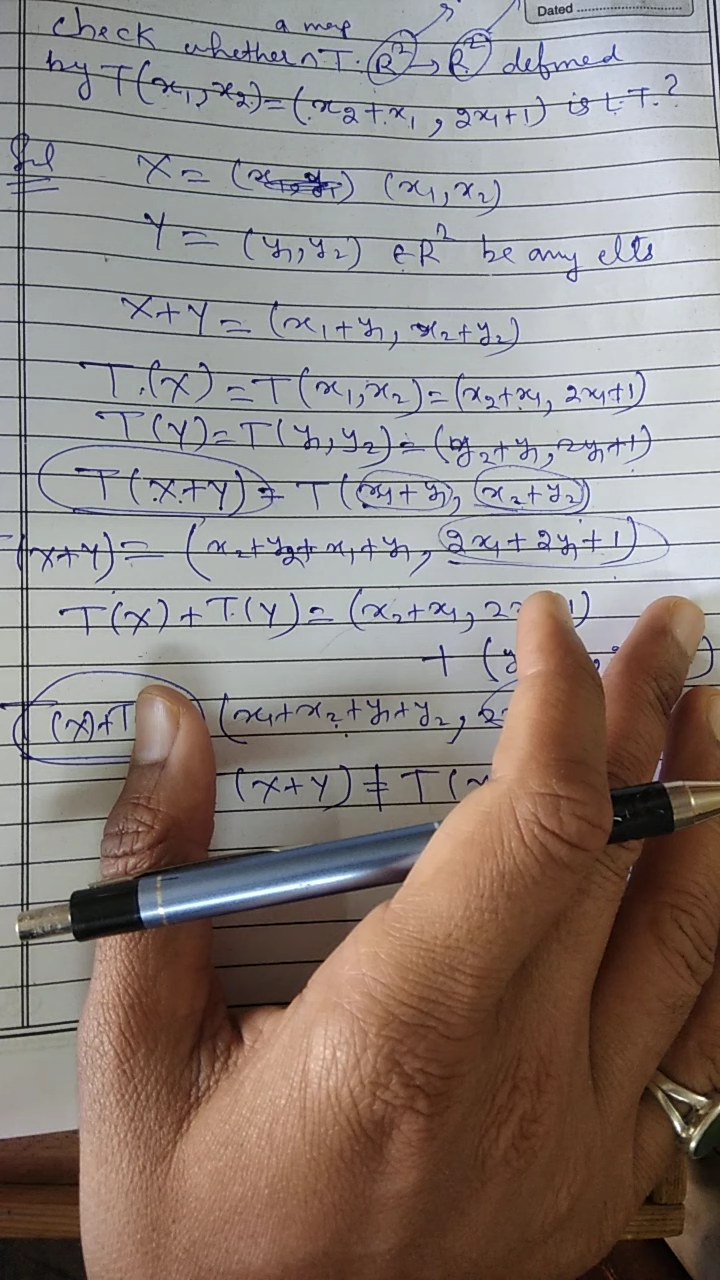 Dated
a map
check whether ^ T. R² → R² defined
by T(x₁, x₂) = (x₂ + x₁, 2x₁+1) is L.T.?
Sol
X = (x₁, x₂)
Y = (y₁, y₂) ∈ R² be any elts
X+Y = (x₁+y₁, x₂+y₂)
T.(X) = T(x₁, x₂) = (x₂+x₁, 2x₁+1)
T(Y) = T(y₁, y₂) = (y₂+y₁, 2y₁+1)
T(X+Y) = T(x₁+y₁, x₂+y₂)
(X+Y) = (x₂+y₂+x₁+y₁, 2x₁+2y₁+1)
T(X) + T.(Y) = (x₂+x₁, 2x 1)
+ (y
T (X)+T (x₁+x₂+y₁+y₂, 2
(X+Y) ≠ T(x